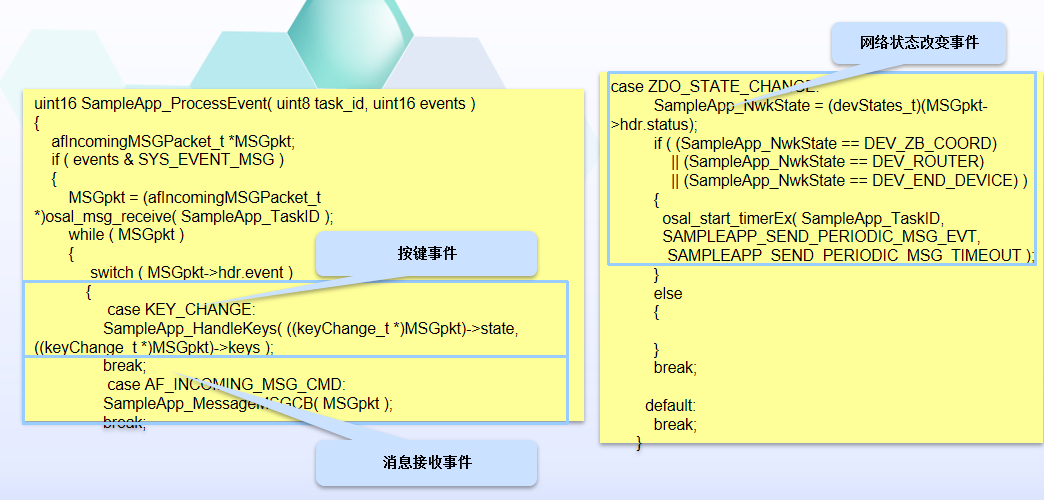 uint16 SampleApp_ProcessEvent( uint8 task_id, uint16 events )
{
afIncomingMSGPacket_t *MSGpkt;
if ( events & SYS_EVENT_MSG )
{
MSGpkt = (afIncomingMSGPacket_t
*)osal_msg_receive( SampleApp_TaskID );
while ( MSGpkt )
{
switch ( MSGpkt->hdr.event )
{
按键事件
case KEY_CHANGE:
SampleApp_HandleKeys( ((keyChange_t *)MSGpkt)->state,
((keyChange_t *)MSGpkt)->keys );
break;
case AF_INCOMING_MSG_CMD:
SampleApp_MessageMSGCB( MSGpkt );
break;
消息接收事件
网络状态改变事件
case ZDO_STATE_CHANGE:
SampleApp_NwkState = (devStates_t)(MSGpkt-
>hdr.status);
if ( (SampleApp_NwkState == DEV_ZB_COORD)
|| (SampleApp_NwkState == DEV_ROUTER)
|| (SampleApp_NwkState == DEV_END_DEVICE) )
{
osal_start_timerEx( SampleApp_TaskID,
SAMPLEAPP_SEND_PERIODIC_MSG_EVT,
SAMPLEAPP_SEND_PERIODIC_MSG_TIMEOUT );
}
else
{
}
break;
default:
break;
}